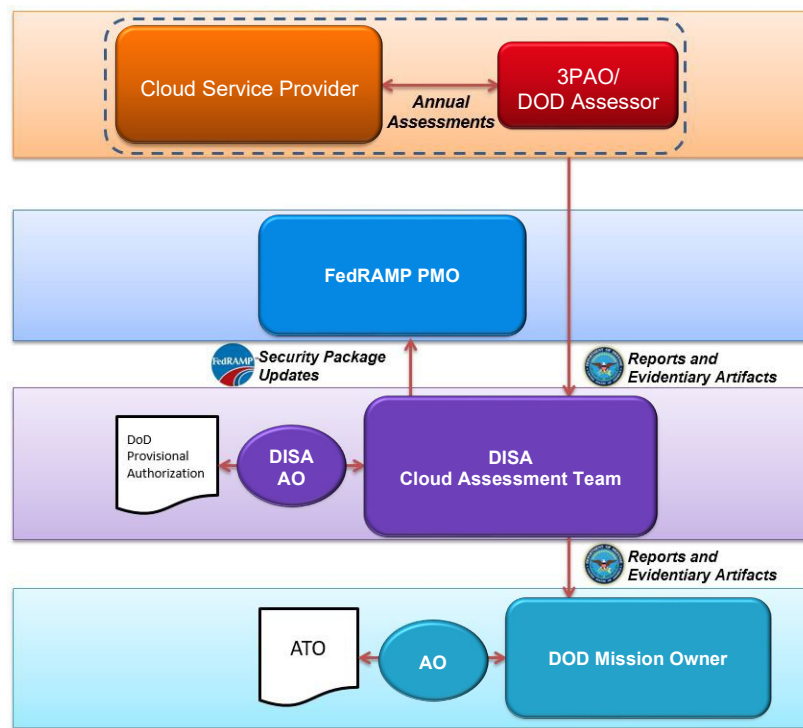 Cloud Service Provider
3PAO/
DOD Assessor
Annual
Assessments
FedRAMP PMO
FedRAMP
Security Package
Updates
Reports and
Evidentiary Artifacts
DoD
Provisional
Authorization
DISA
AO
DISA
Cloud Assessment Team
Reports and
Evidentiary Artifacts
ATO
AO
DOD Mission Owner